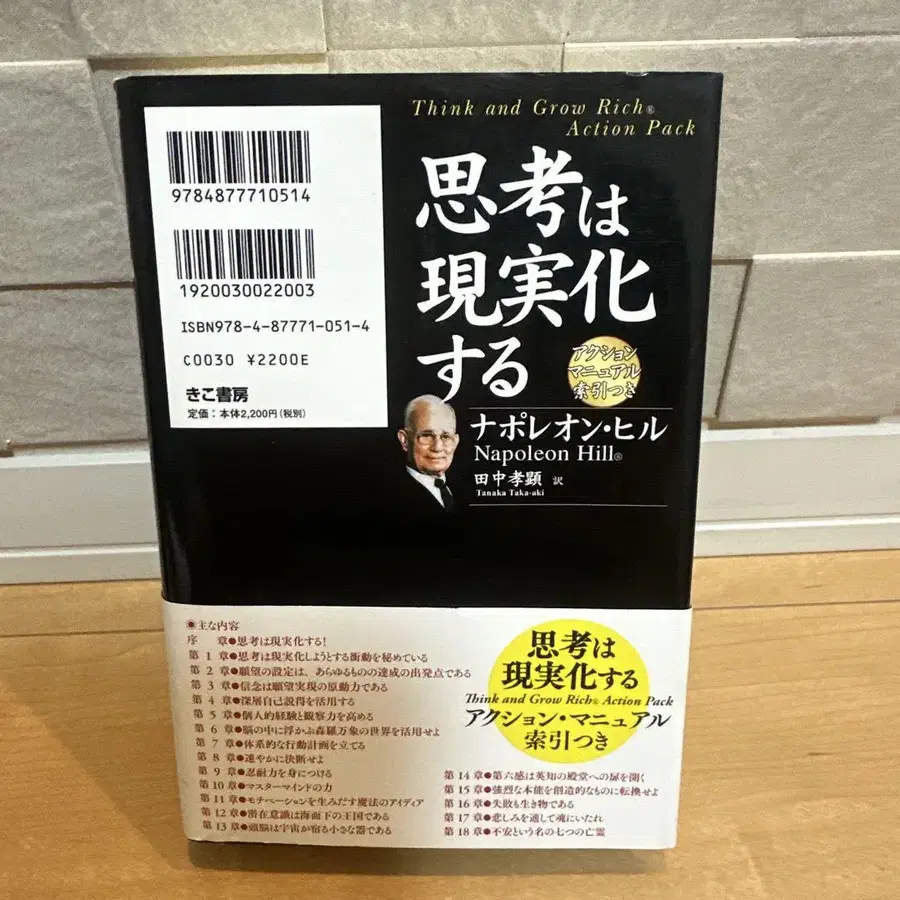 9784877710514
1920030022003
ISBN978-4-87771-051-4
C0030 ¥2200E
きこ書房
定価：本体2,200円(税別)
Think and Grow Rich®
Action Pack
思考は
現実化
する
アクション
マニュアル
索引つき
ナポレオン・ヒル
Napoleon Hill®
田中孝顕 訳
Tanaka Taka-aki
◉主な内容
序　章●思考は現実化する!
第 1 章●思考は現実化しようとする衝動を秘めている
第 2 章●願望の設定は、あらゆるものの達成の出発点である
第 3 章●信念は願望実現の原動力である
第 4 章●深層自己説得を活用する
第 5 章●個人的経験と観察力を高める
第 6 章●脳の中に浮かぶ森羅万象の世界を活用せよ
第 7 章●体系的な行動計画を立てる
第 8 章●速やかに決断せよ
第 9 章●忍耐力を身につける
第 10 章●マスターマインドの力
第 11 章●モチベーションを生みだす魔法のアイディア
第 12 章●潜在意識は海面下の王国である
第 13 章●頭脳は宇宙が宿る小さな器である
第 14 章●第六感は英知の殿堂への扉を開く
第 15 章●強烈な本能を創造的なものに転換せよ
第 16 章●失敗も生き物である
第 17 章●悲しみを通して魂にいたれ
第 18 章●不安という名の七つの亡霊
思考は
現実化する
Think and Grow Rich® Action Pack
アクション・マニュアル
索引つき